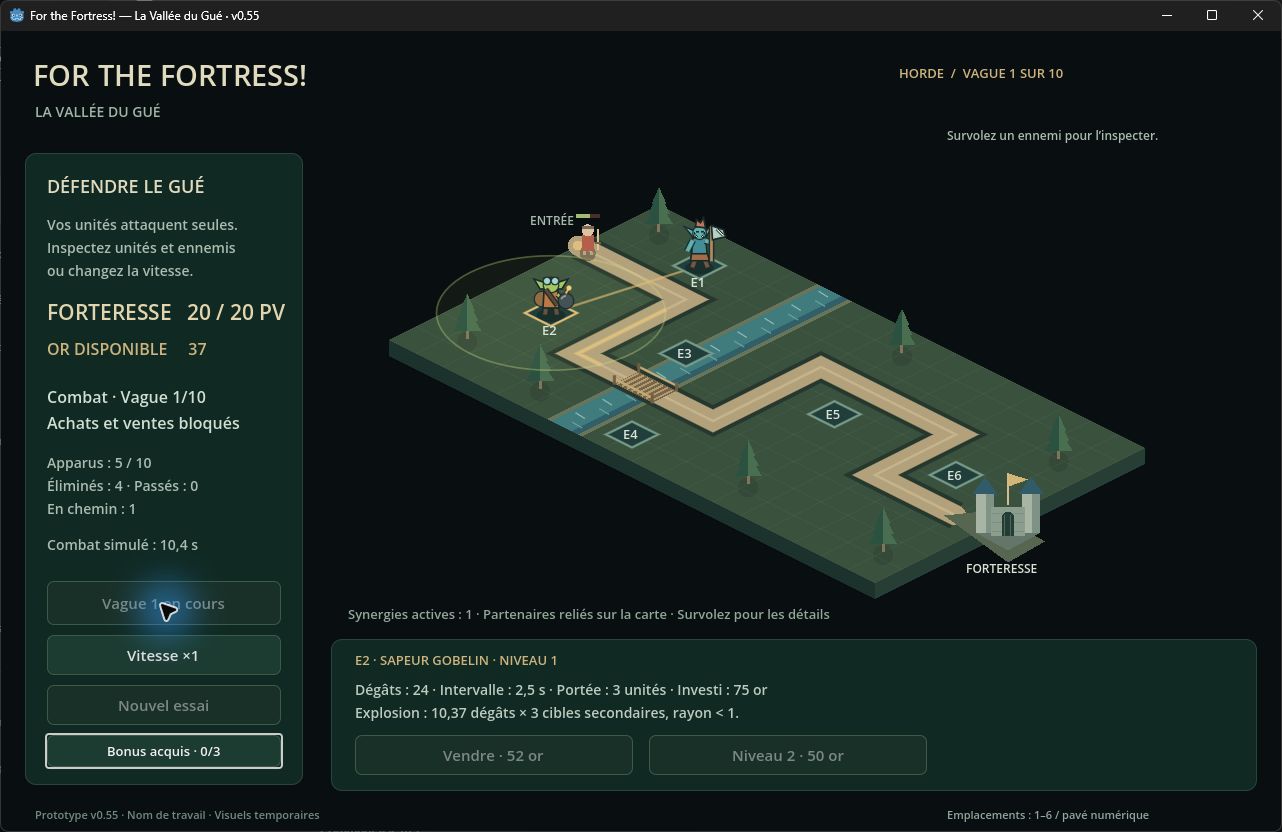 For the Fortress! — La Vallée du Gué · v0.55
FOR THE FORTRESS!
LA VALLÉE DU GUÉ
HORDE / VAGUE 1 SUR 10
Survolez un ennemi pour l'inspecter.
DÉFENDRE LE GUÉ
Vos unités attaquent seules.
Inspectez unités et ennemis
ou changez la vitesse.
FORTERESSE 20 / 20 PV
OR DISPONIBLE 37
Combat · Vague 1/10
Achats et ventes bloqués
Apparus : 5 / 10
Éliminés : 4 · Passés : 0
En chemin : 1
Combat simulé : 10,4 s
Vague 1 en cours
Vitesse ×1
Nouvel essai
Bonus acquis · 0/3
ENTRÉE
E1
E2
E3
E4
E5
E6
FORTERESSE
Synergies actives : 1 · Partenaires reliés sur la carte · Survolez pour les détails
E2 · SAPEUR GOBELIN · NIVEAU 1
Dégâts : 24 · Intervalle : 2,5 s · Portée : 3 unités · Investi : 75 or
Explosion : 10,37 dégâts × 3 cibles secondaires, rayon < 1.
Vendre · 52 or
Niveau 2 · 50 or
Prototype v0.55 · Nom de travail · Visuels temporaires
Emplacements : 1–6 / pavé numérique